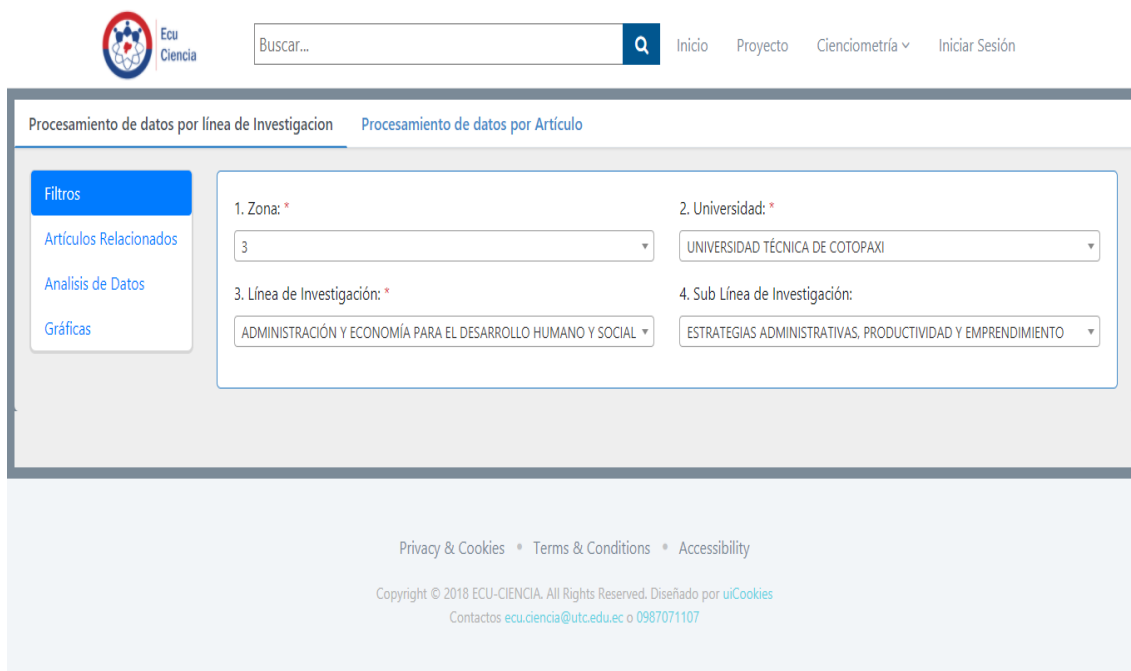 Ecu
Ciencia
Buscar...
Inicio Proyecto Cienciometría Iniciar Sesión
Procesamiento de datos por línea de Investigacion Procesamiento de datos por Artículo
Filtros
Artículos Relacionados
Analisis de Datos
Gráficas
1. Zona: * 2. Universidad: *
3 UNIVERSIDAD TÉCNICA DE COTOPAXI
3. Línea de Investigación: * 4. Sub Línea de Investigación:
ADMINISTRACIÓN Y ECONOMÍA PARA EL DESARROLLO HUMANO Y SOCIAL ESTRATEGIAS ADMINISTRATIVAS, PRODUCTIVIDAD Y EMPRENDIMIENTO
Privacy & Cookies • Terms & Conditions • Accessibility
Copyright © 2018 ECU-CIENCIA. All Rights Reserved. Diseñado por uiCookies
Contactos ecu.ciencia@utc.edu.ec o 0987071107